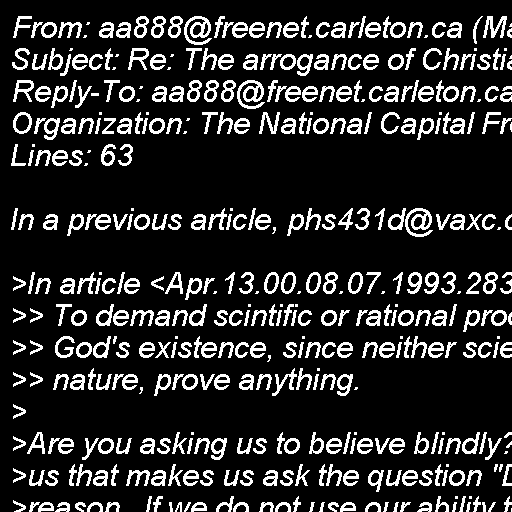 From: aa888@freenet.carleton.ca (Ma
Subject: Re: The arrogance of Christia
Reply-To: aa888@freenet.carleton.ca
Organization: The National Capital Fr
Lines: 63
In a previous article, phs431d@vaxc.c
>In article <Apr.13.00.08.07.1993.283
>> To demand scintific or rational proo
>> God's existence, since neither scie
>> nature, prove anything.
>
>Are you asking us to believe blindly?
>us that makes us ask the question "D
>reason. If we do not use our ability t